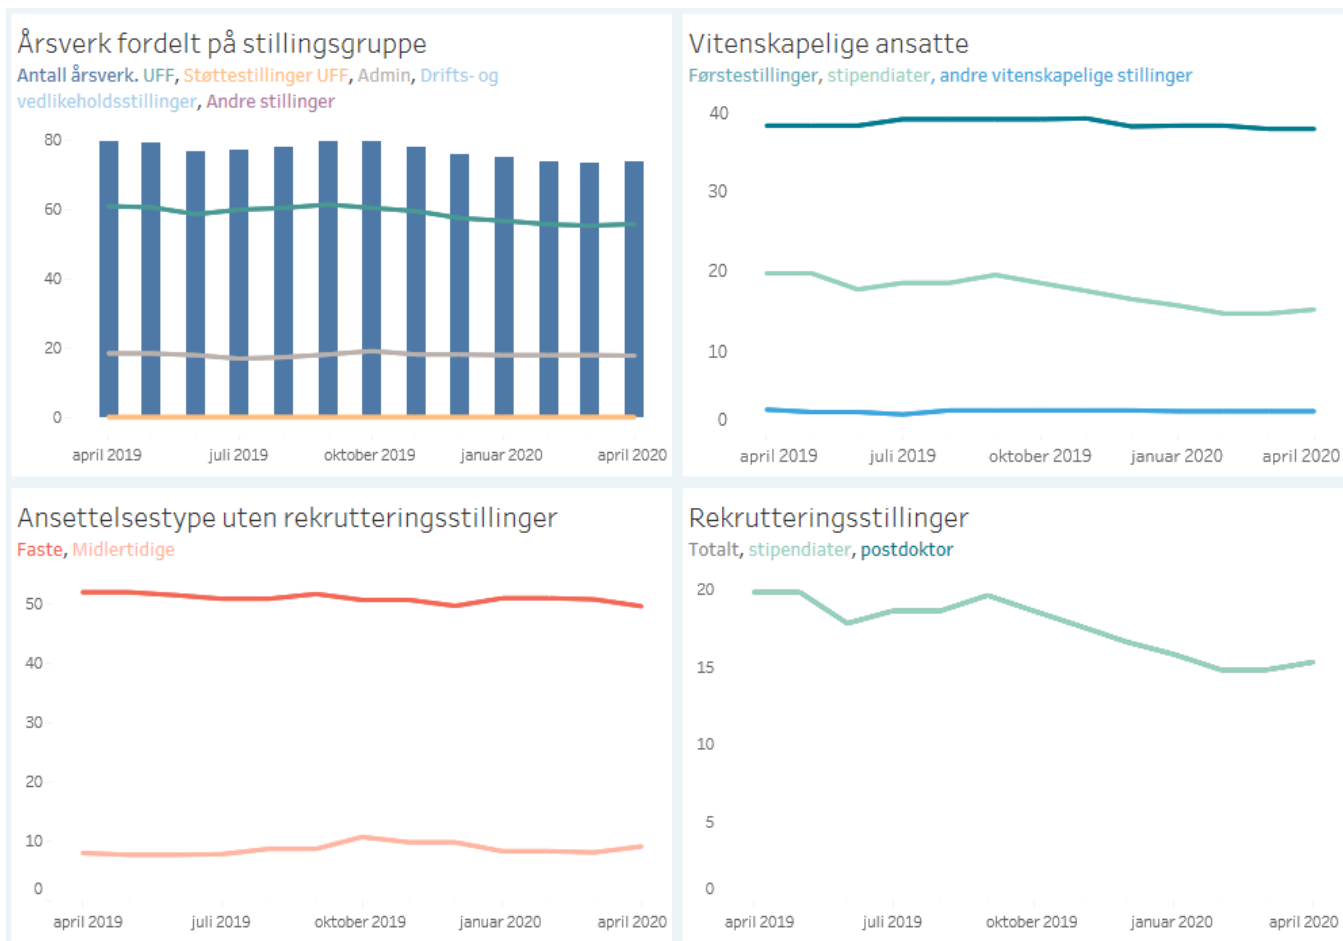 Årsverk fordelt på stillingsgruppe
Antall årsverk. UFF, Støttestillinger UFF, Admin, Drifts- og
vedlikeholdsstillinger, Andre stillinger
80
60
40
20
0
april 2019 juli 2019 oktober 2019 januar 2020 april 2020
Vitenskapelige ansatte
Førstestillinger, stipendiater, andre vitenskapelige stillinger
40
30
20
10
0
april 2019 juli 2019 oktober 2019 januar 2020 april 2020
Ansettelsestype uten rekrutteringsstillinger
Faste, Midlertidige
50
40
30
20
10
0
april 2019 juli 2019 oktober 2019 januar 2020 april 2020
Rekrutteringsstillinger
Totalt, stipendiater, postdoktor
20
15
10
5
0
april 2019 juli 2019 oktober 2019 januar 2020 april 2020